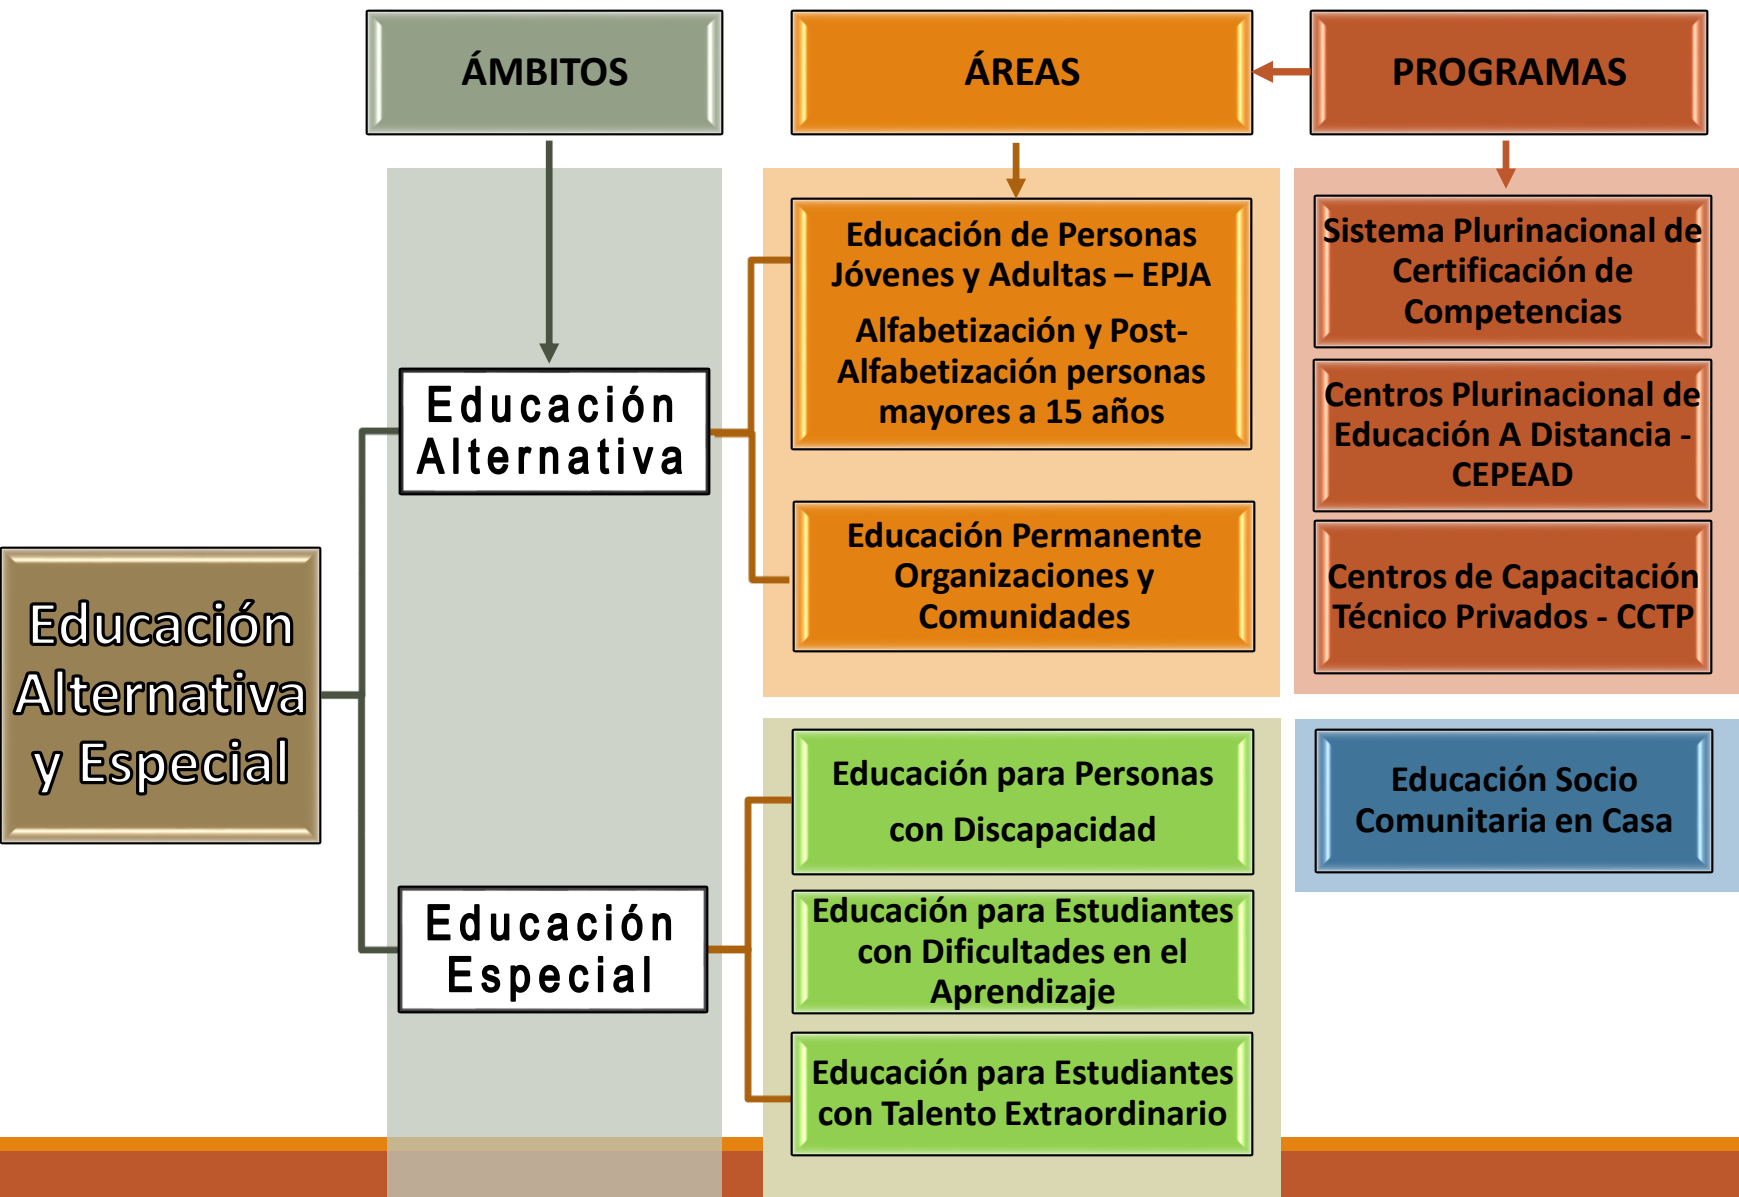 ÁMBITOS
ÁREAS
PROGRAMAS
Educación
Alternativa
y Especial
Educación
Alternativa
Educación de Personas
Jóvenes y Adultas – EPJA
Alfabetización y Post-
Alfabetización personas
mayores a 15 años
Educación Permanente
Organizaciones y
Comunidades
Sistema Plurinacional de
Certificación de
Competencias
Centros Plurinacional de
Educación A Distancia -
CEPEAD
Centros de Capacitación
Técnico Privados - CCTP
Educación
Especial
Educación para Personas
con Discapacidad
Educación para Estudiantes
con Dificultades en el
Aprendizaje
Educación para Estudiantes
con Talento Extraordinario
Educación Socio
Comunitaria en Casa